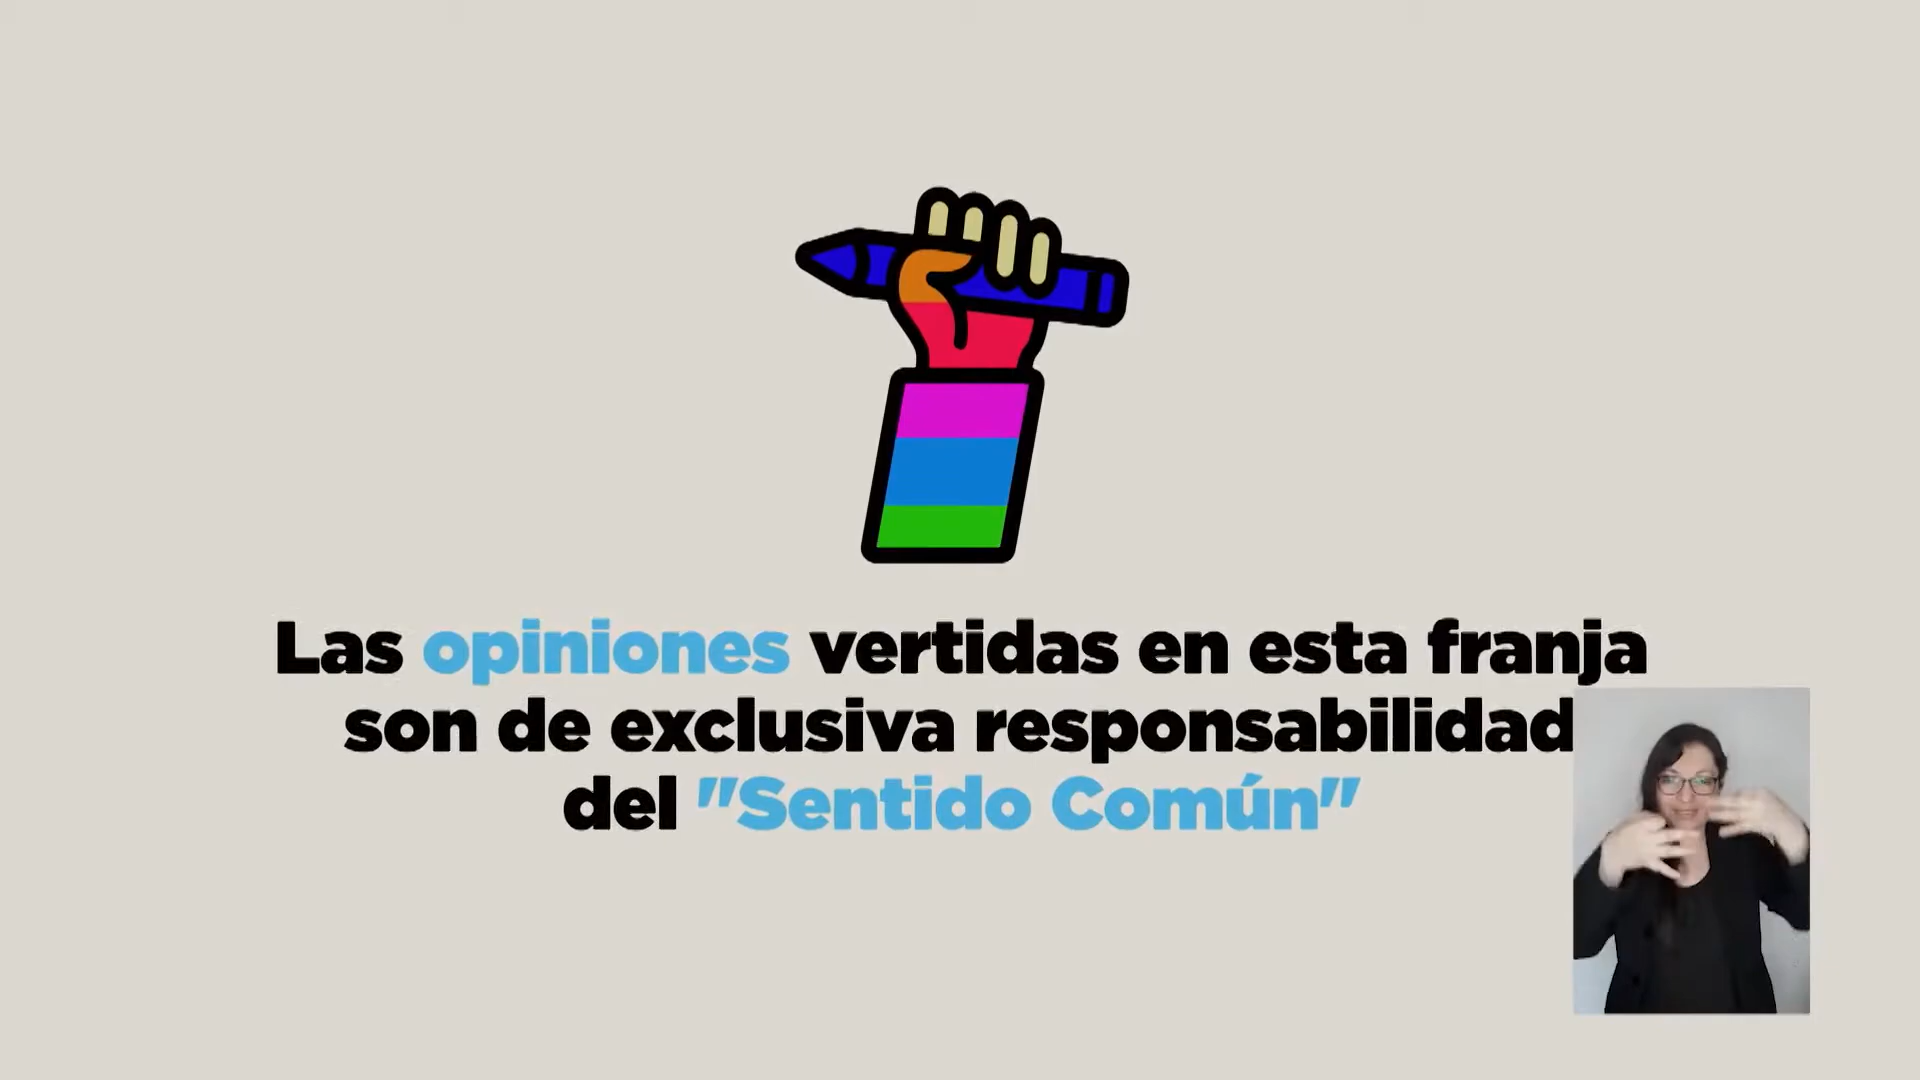 Las opiniones vertidas en esta franja
son de exclusiva responsabilidad
del "Sentido Común"